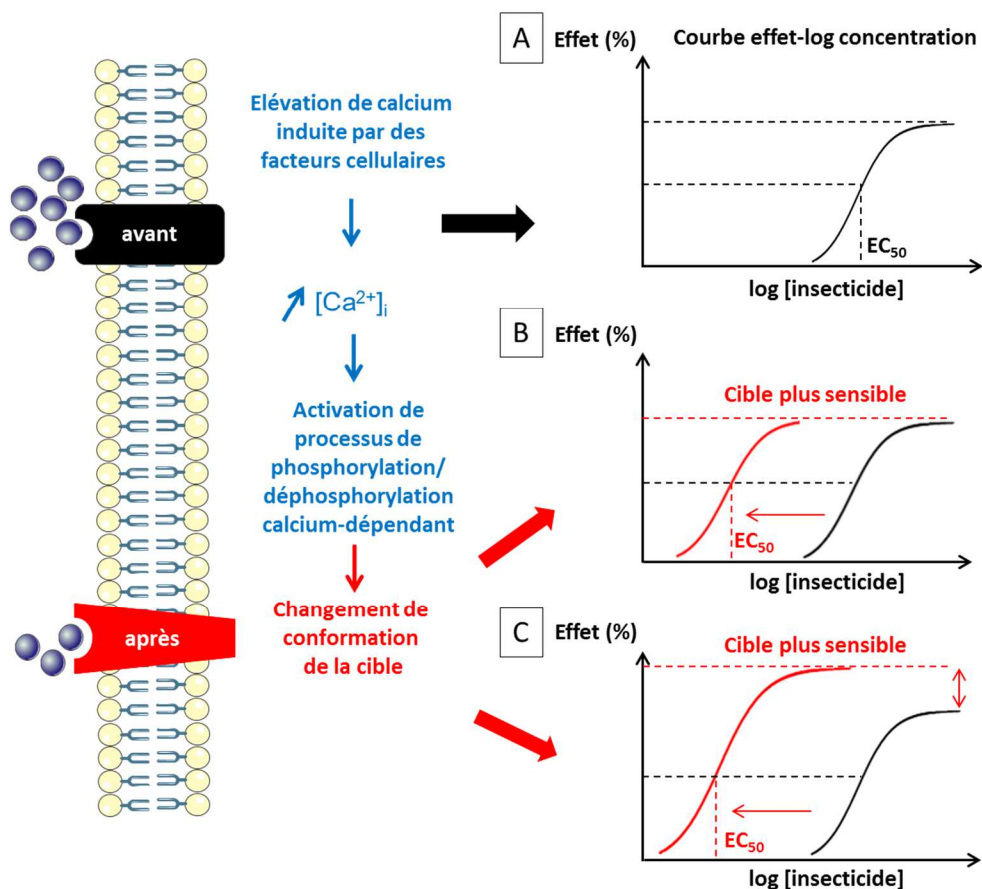 A
Effet (%)
Courbe effet-log concentration
EC50
log [insecticide]
avant
Elévation de calcium
induite par des
facteurs cellulaires
[Ca²⁺]i
Activation de
processus de
phosphorylation/
déphosphorylation
calcium-dépendant
Changement de
conformation
de la cible
après
B
Effet (%)
Cible plus sensible
EC50
log [insecticide]
C
Effet (%)
Cible plus sensible
EC50
log [insecticide]